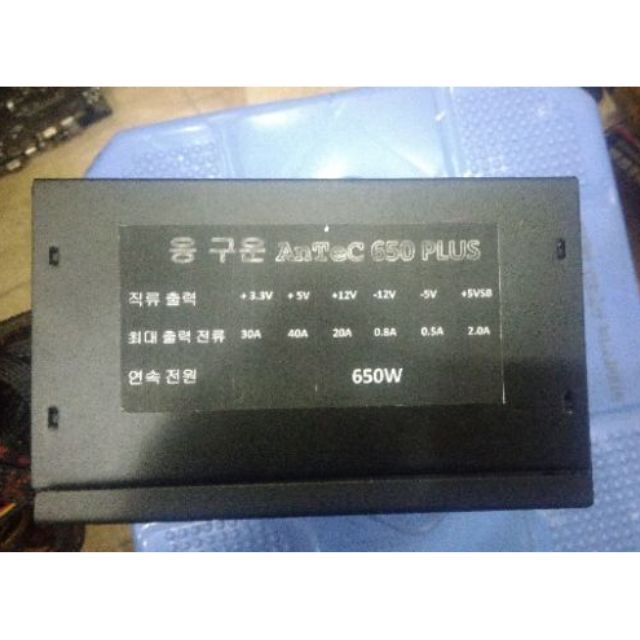 응 구운 AnTeC 650 PLUS
직류 출력 +3.3V +5V +12V -12V -5V +5VSB
최대 출력 전류 30A 40A 20A 0.8A 0.5A 2.0A
연속 전원 650W